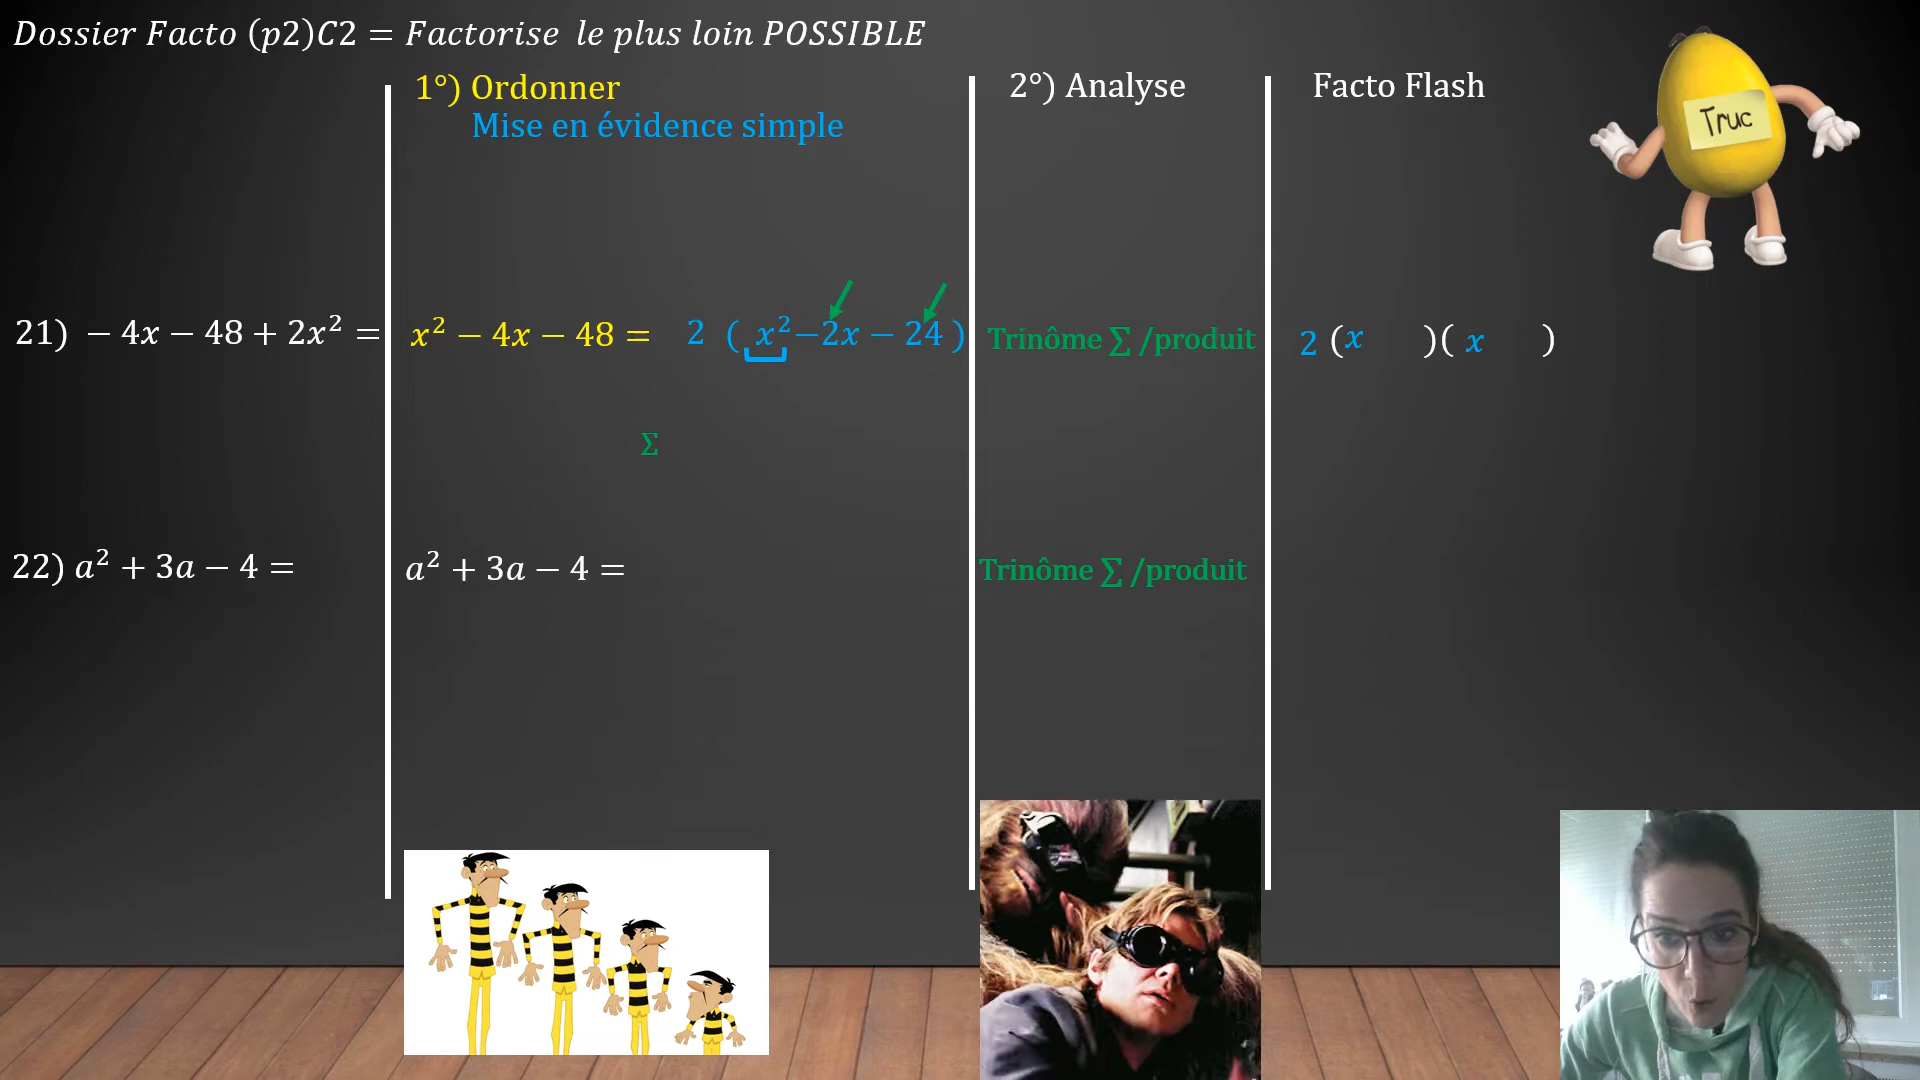 Dossier Facto (p2)C2 = Factorise le plus loin POSSIBLE
1°) Ordonner
Mise en évidence simple
2°) Analyse
Facto Flash
Truc
21) − 4x − 48 + 2x² =
x² − 4x − 48 =
2 ( x² −2x − 24 )
Trinôme ∑ /produit
2 (x )( x )
Σ
22) a² + 3a − 4 =
a² + 3a − 4 =
Trinôme ∑ /produit